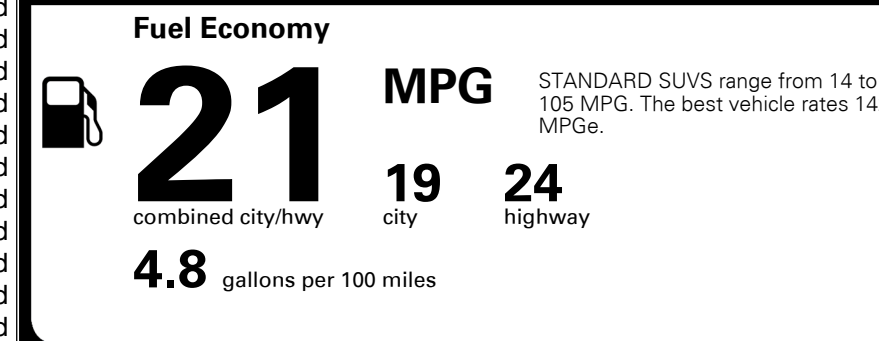 Fuel Economy
21 MPG
STANDARD SUVS range from 14 to
105 MPG. The best vehicle rates
MPGe.
19 24
combined city/hwy city highway
4.8 gallons per 100 miles